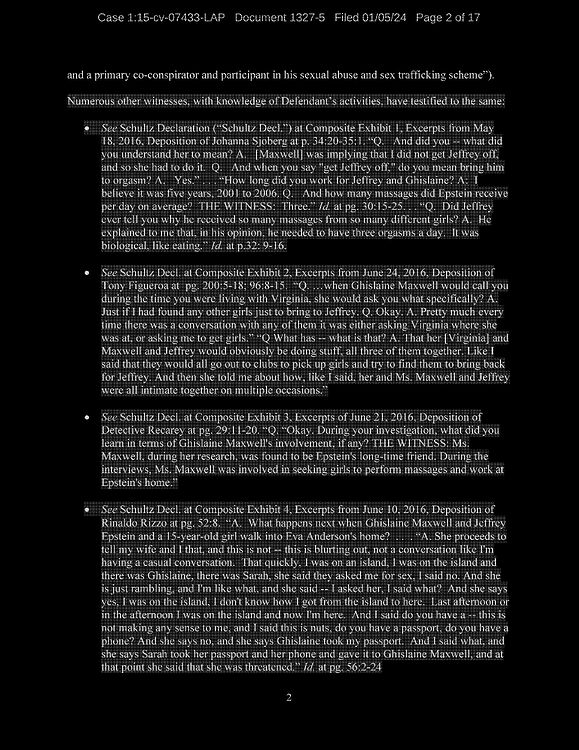 Case 1:15-cv-07433-LAP Document 1327-5 Filed 01/05/24 Page 2 of 17
and a primary co-conspirator and participant in his sexual abuse and sex trafficking scheme").
Numerous other witnesses, with knowledge of Defendant's activities, have testified to the same:
• See Schultz Declaration ("Schultz Decl.") at Composite Exhibit 1, Excerpts from May
18, 2016, Deposition of Johanna Sjoberg at p. 34:20-35:1. "Q. And did you -- what did
you understand her to mean? A. [Maxwell] was implying that I did not get Jeffrey off,
and so she had to do it. Q. And when you say "get Jeffrey off," do you mean bring him
to orgasm? A. Yes." . . . "How long did you work for Jeffrey and Ghislaine? A. I
believe it was five years, 2001 to 2006. Q. And how many massages did Epstein receive
per day on average? THE WITNESS: Three." Id. at pg. 30:15-25. . . "Q. Did Jeffrey
ever tell you why he received so many massages from so many different girls? A. He
explained to me that, in his opinion, he needed to have three orgasms a day. It was
biological, like eating." Id. at p.32: 9-16.
• See Schultz Decl. at Composite Exhibit 2, Excerpts from June 24, 2016, Deposition of
Tony Figueroa at pg. 200:5-18; 96:8-15. "Q. ...when Ghislaine Maxwell would call you
during the time you were living with Virginia, she would ask you what specifically? A.
Just if I had found any other girls just to bring to Jeffrey. Q. Okay. A. Pretty much every
time there was a conversation with any of them it was either asking Virginia where she
was at, or asking me to get girls." "Q What has -- what is that? A. That her [Virginia] and
Maxwell and Jeffrey would obviously be doing stuff, all three of them together. Like I
said that they would all go out to clubs to pick up girls and try to find them to bring back
for Jeffrey. And then she told me about how, like I said, her and Ms. Maxwell and Jeffrey
were all intimate together on multiple occasions."
• See Schultz Decl. at Composite Exhibit 3, Excerpts of June 21, 2016, Deposition of
Detective Recarey at pg. 29:11-20. "Q. "Okay. During your investigation, what did you
learn in terms of Ghislaine Maxwell's involvement, if any? THE WITNESS: Ms.
Maxwell, during her research, was found to be Epstein's long-time friend. During the
interviews, Ms. Maxwell was involved in seeking girls to perform massages and work at
Epstein's home."
• See Schultz Decl. at Composite Exhibit 4, Excerpts from June 10, 2016, Deposition of
Rinaldo Rizzo at pg. 52:8. "A. What happens next when Ghislaine Maxwell and Jeffrey
Epstein and a 15-year-old girl walk into Eva Anderson's home? . . . . "A. She proceeds to
tell my wife and I that, and this is not -- this is blurting out, not a conversation like I'm
having a casual conversation. That quickly, I was on an island, I was on the island and
there was Ghislaine, there was Sarah, she said they asked me for sex, I said no. And she
is just rambling, and I'm like what, and she said -- I asked her, I said what? And she says
yes, I was on the island, I don't know how I got from the island to here. Last afternoon or
in the afternoon I was on the island and now I'm here. And I said do you have a -- this is
not making any sense to me, and I said this is nuts, do you have a passport, do you have a
phone? And she says no, and she says Ghislaine took my passport. And I said what, and
she says Sarah took her passport and her phone and gave it to Ghislaine Maxwell, and at
that point she said that she was threatened." Id. at pg. 56:2-24
2